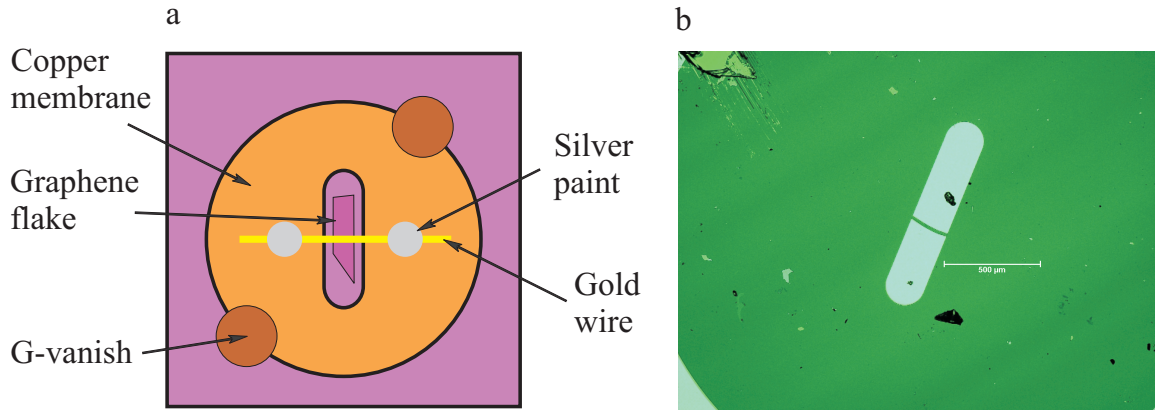 a
b
Copper
membrane
Graphene
flake
G-vanish
Silver
paint
Gold
wire
500 µm